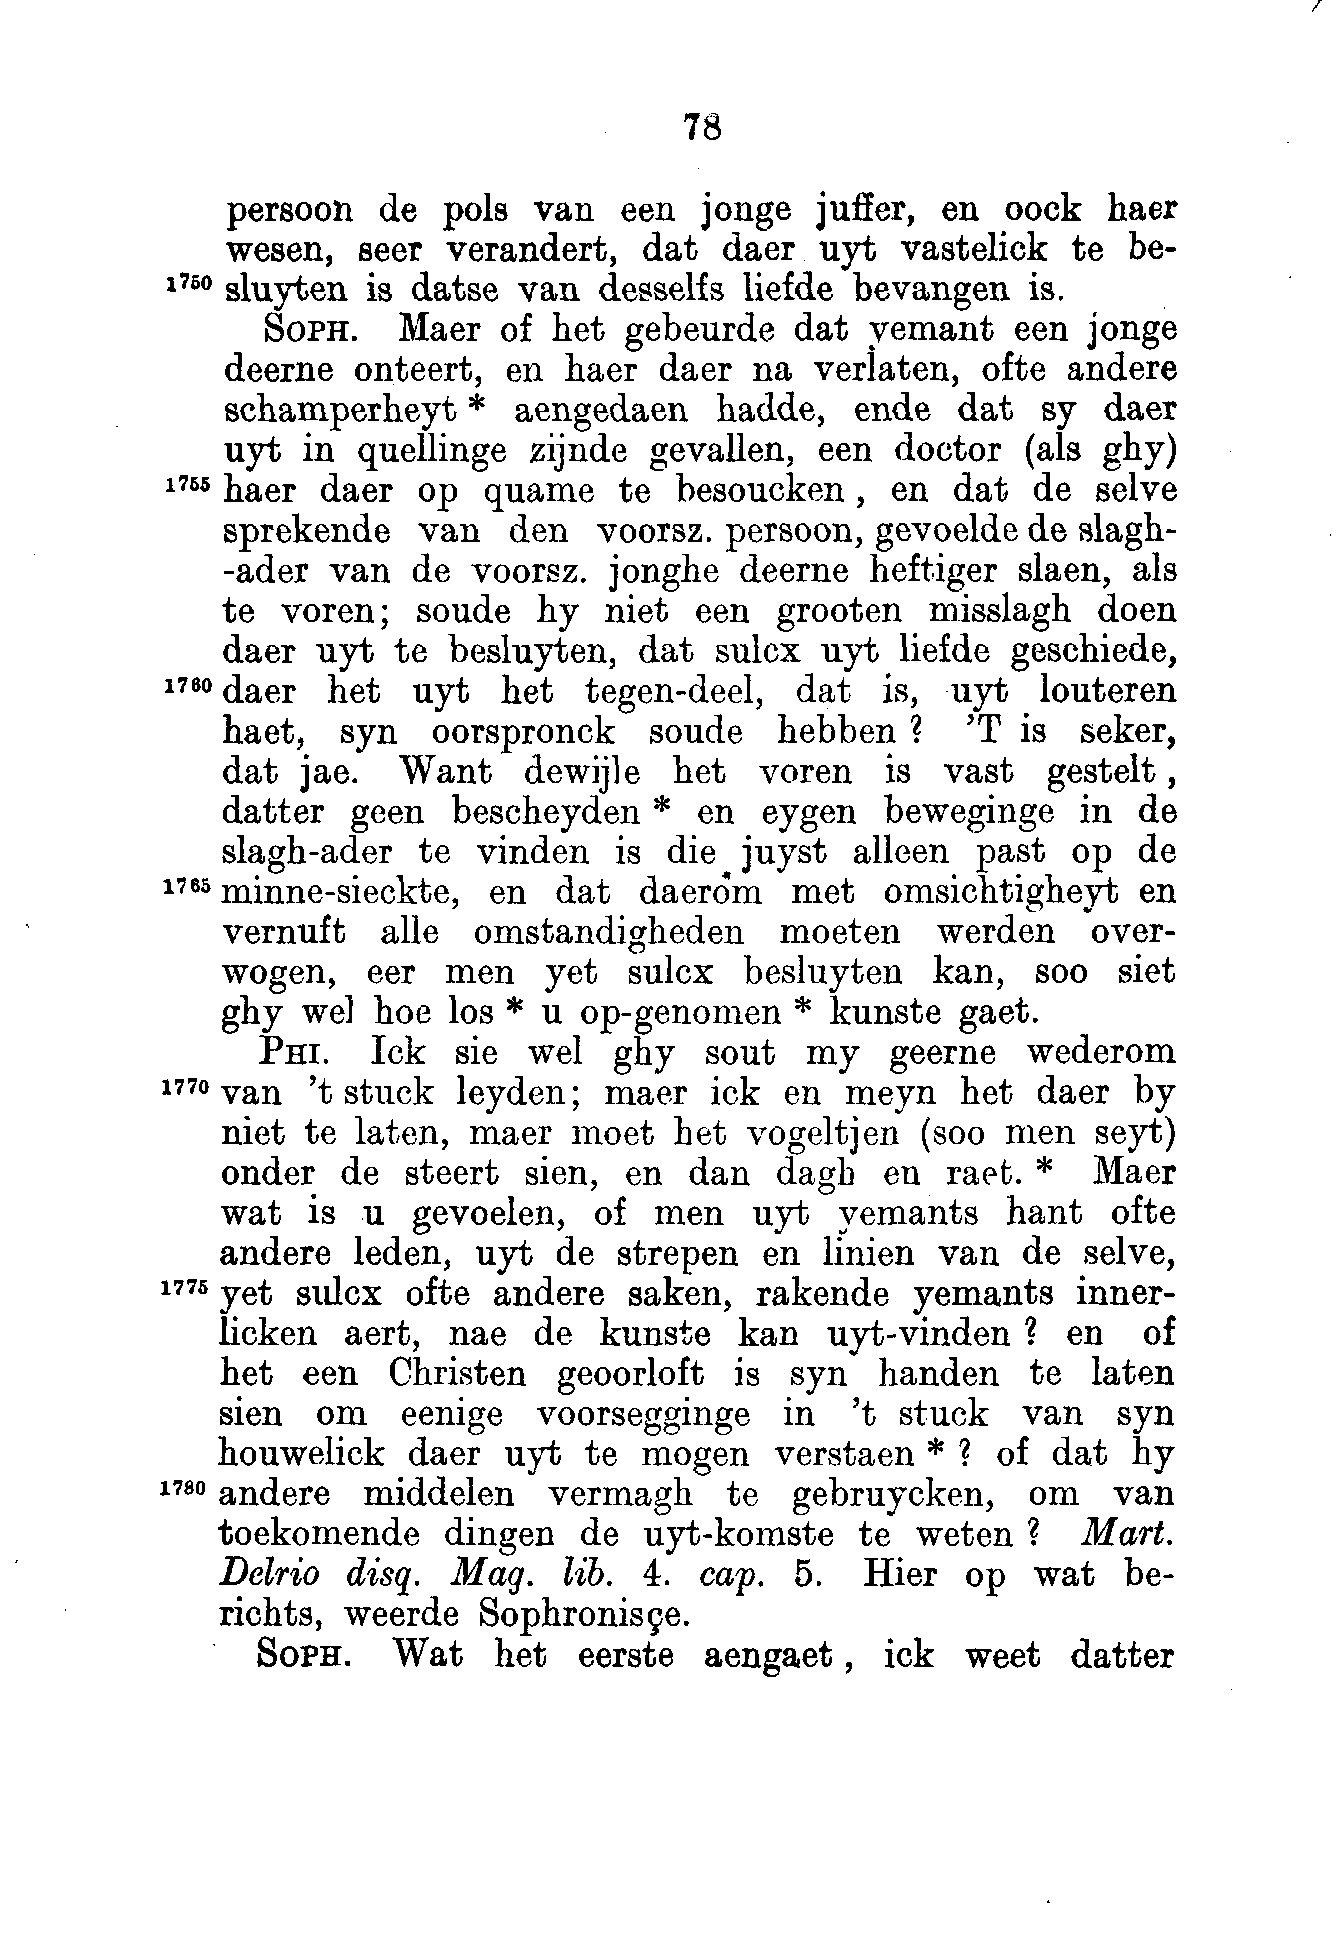 78
persoon de pols van een jonge juffer, en oock haer
wesen, seer verandert, dat daer uyt vastelick te be-
1750 sluyten is datse van desselfs liefde bevangen is.
SOPH. Maer of het gebeurde dat yemant een jonge
deerne onteert, en haer daer na verlaten, ofte andere
schamperheyt * aengedaen hadde, ende dat sy daer
uyt in quellinge zijnde gevallen, een doctor (als ghy)
1755 haer daer op quame te besoucken, en dat de selve
sprekende van den voorsz. persoon, gevoelde de slagh-
-ader van de voorsz. jonghe deerne heftiger slaen, als
te voren; soude hy niet een grooten misslagh doen
daer uyt te besluyten, dat sulcx uyt liefde geschiede,
1760 daer het uyt het tegen-deel, dat is, uyt louteren
haet, syn oorspronck soude hebben? 'T is seker,
dat jae. Want dewijle het voren is vast gestelt,
datter geen bescheyden * en eygen beweginge in de
slagh-ader te vinden is die juyst alleen past op de
1765 minne-sieckte, en dat daerom met omsichtigheyt en
vernuft alle omstandigheden moeten werden over-
wogen, eer men yet sulcx besluyten kan, soo siet
ghy wel hoe los * u op-genomen * kunste gaet.
PHI. Ick sie wel ghy sout my geerne wederom
1770 van 't stuck leyden; maer ick en meyn het daer by
niet te laten, maer moet het vogeltjen (soo men seyt)
onder de steert sien, en dan dagh en raet. * Maer
wat is u gevoelen, of men uyt yemants hant ofte
andere leden, uyt de strepen en linien van de selve,
1775 yet sulcx ofte andere saken, rakende yemants inner-
licken aert, nae de kunste kan uyt-vinden? en of
het een Christen geoorloft is syn handen te laten
sien om eenige voorsegginge in 't stuck van syn
houwelick daer uyt te mogen verstaen *? of dat hy
1780 andere middelen vermagh te gebruycken, om van
toekomende dingen de uyt-komste te weten? Mart.
Delrio disq. Mag. lib. 4. cap. 5. Hier op wat be-
richts, weerde Sophronisçe.
SOPH. Wat het eerste aengaet, ick weet datter